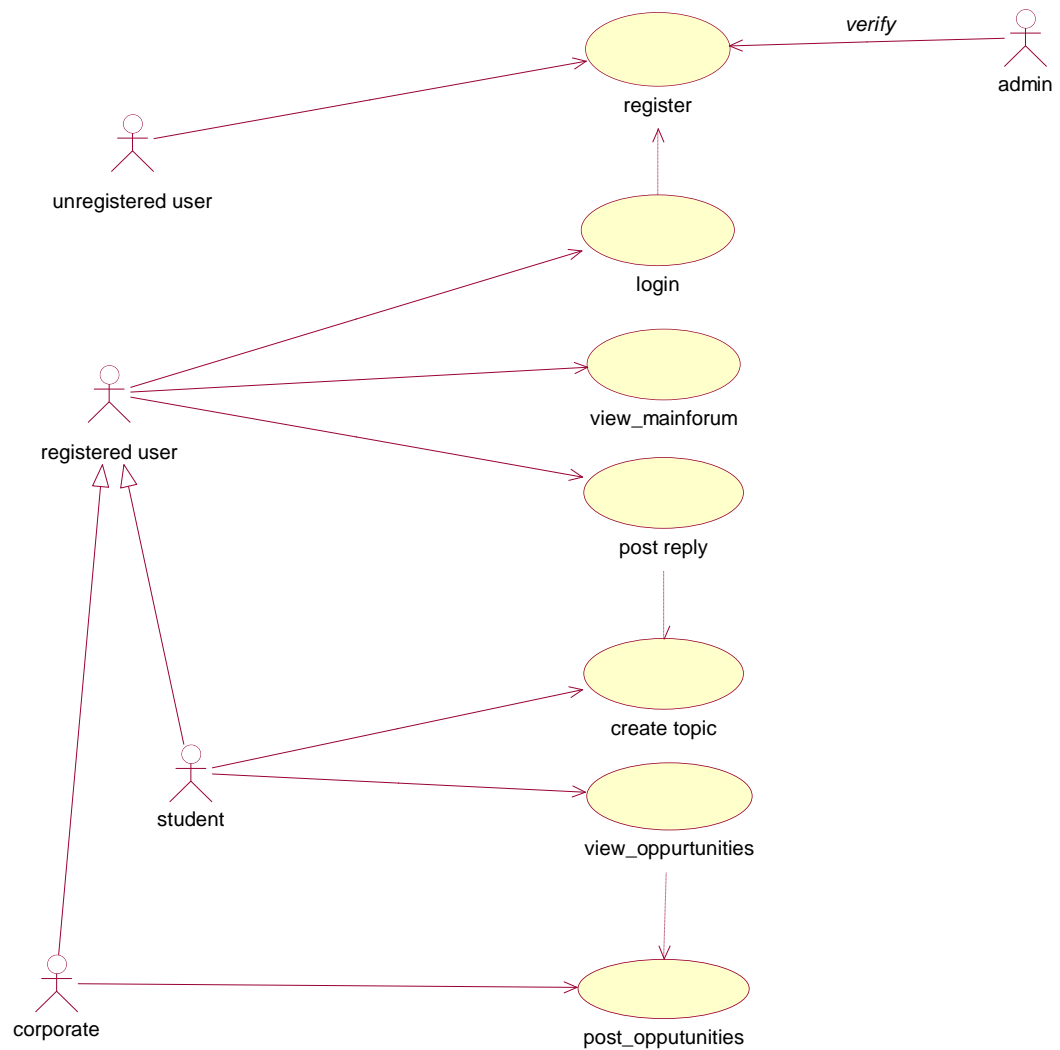 verify
admin
register
unregistered user
login
view_mainforum
registered user
post reply
create topic
student
view_oppurtunities
corporate
post_opputunities